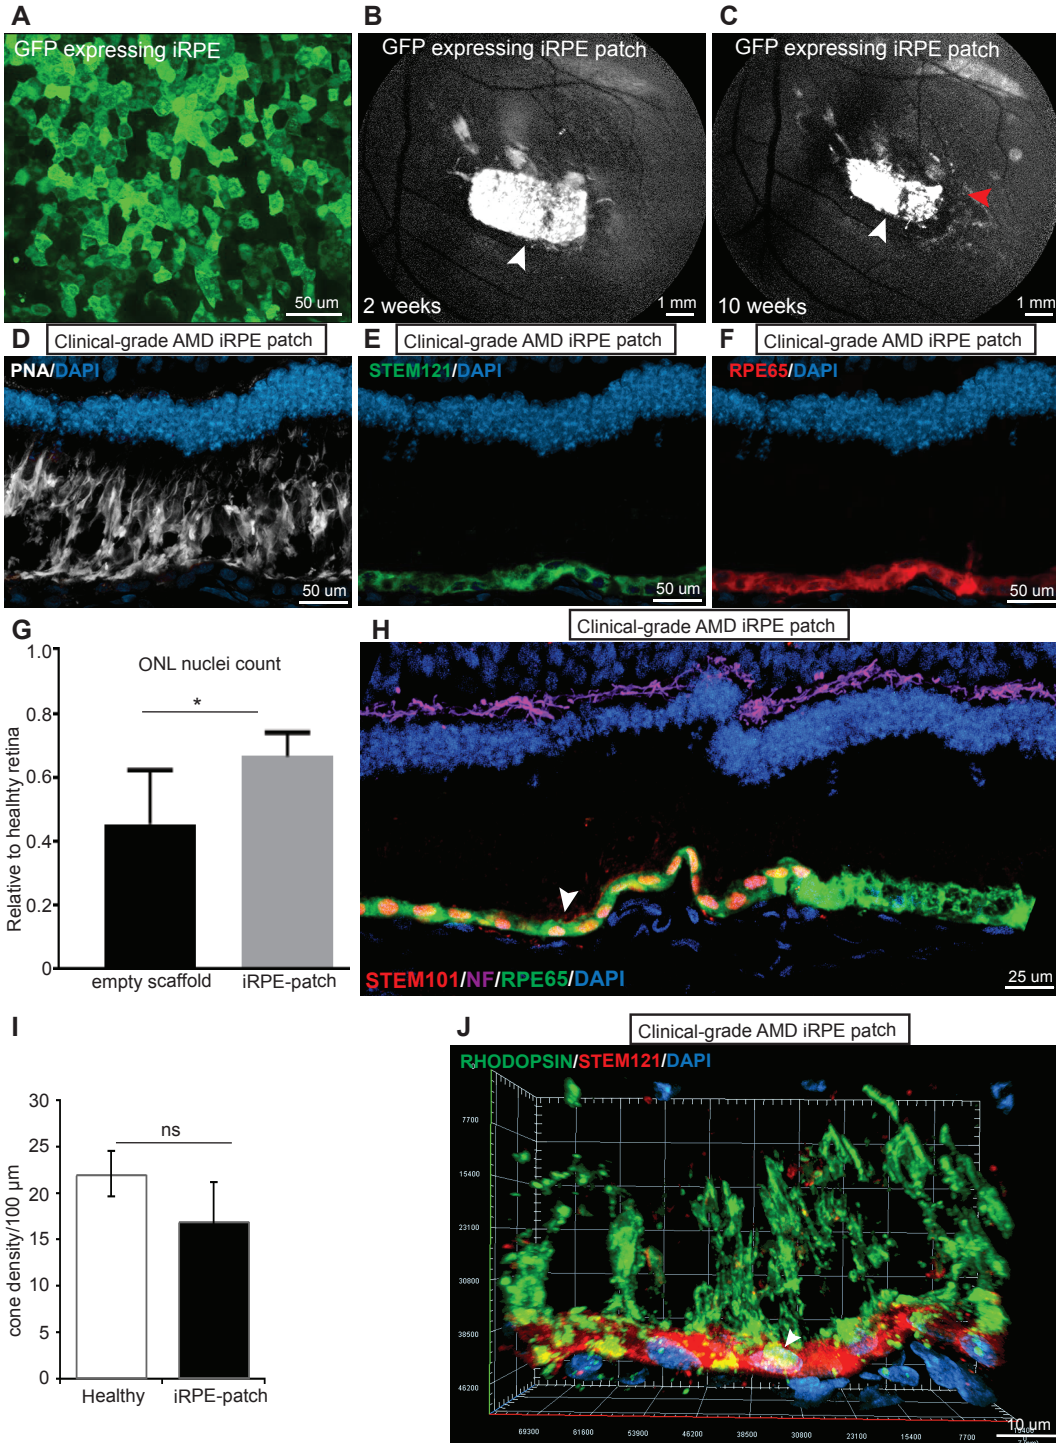 A
GFP expressing iRPE
50 um
B
GFP expressing iRPE patch
2 weeks
1 mm
C
GFP expressing iRPE patch
10 weeks
1 mm
D
Clinical-grade AMD iRPE patch
PNA/DAPI
50 um
E
Clinical-grade AMD iRPE patch
STEM121/DAPI
50 um
F
Clinical-grade AMD iRPE patch
RPE65/DAPI
50 um
G
ONL nuclei count
*
Relative to healhty retina
1.0
0.8
0.6
0.4
0.2
0
empty scaffold
iRPE-patch
H
Clinical-grade AMD iRPE patch
STEM101/NF/RPE65/DAPI
25 um
I
ns
cone density/100 µm
30
25
20
15
10
5
0
Healthy
iRPE-patch
J
Clinical-grade AMD iRPE patch
RHODOPSIN/STEM121/DAPI
7700
15400
23100
30800
38500
46200
69300 61600 53900 46200 38500 30800 23100 15400 7700
10 um